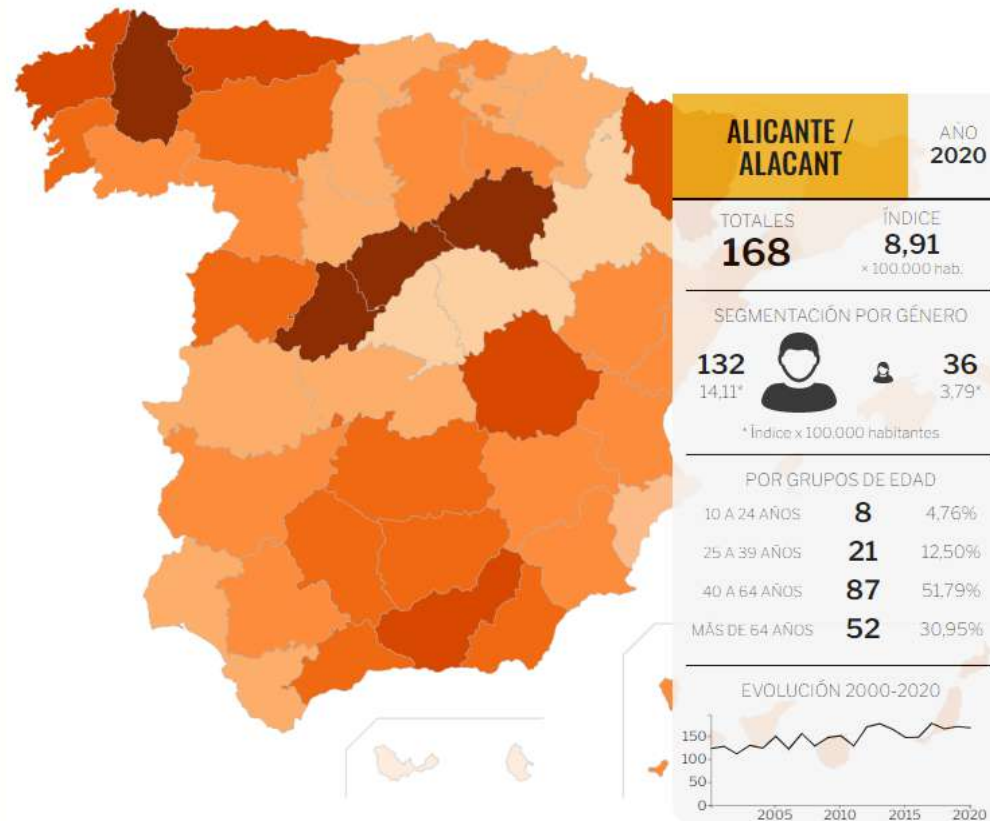 ALICANTE /
ALACANT
AÑO
2020
TOTALES
168
ÍNDICE
8,91
× 100.000 hab.
SEGMENTACIÓN POR GÉNERO
132
14,11*
36
3,79*
* Índice x 100.000 habitantes
POR GRUPOS DE EDAD
10 A 24 AÑOS 8 4,76%
25 A 39 AÑOS 21 12,50%
40 A 64 AÑOS 87 51,79%
MÁS DE 64 AÑOS 52 30,95%
EVOLUCIÓN 2000-2020
150
100
50
0
2005 2010 2015 2020